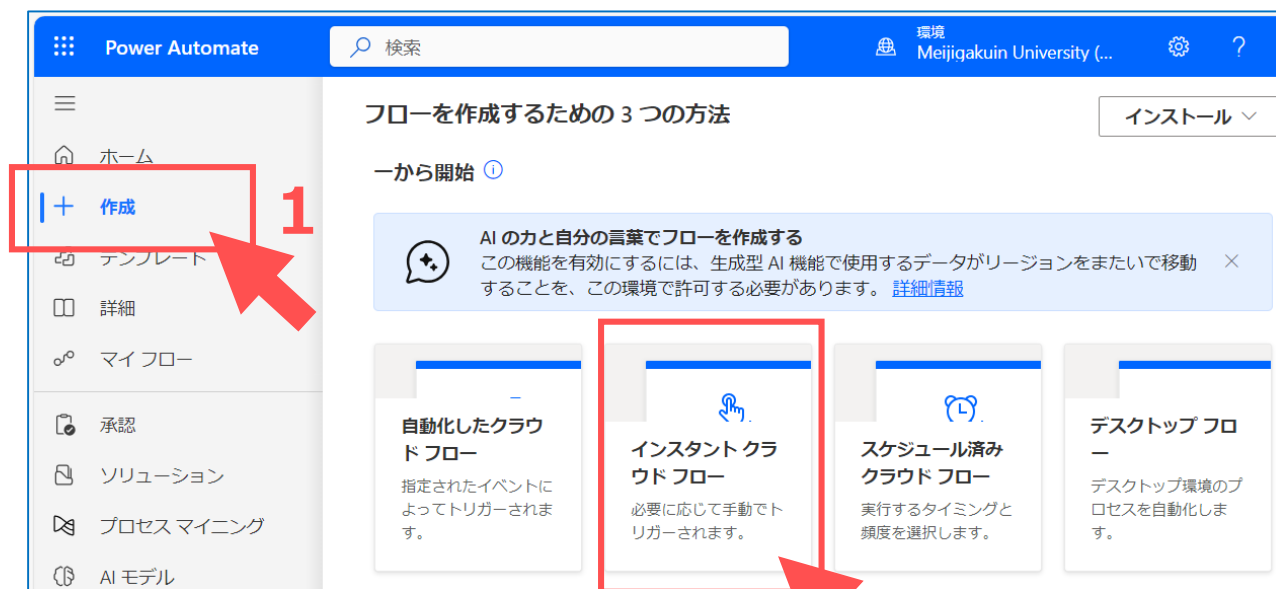 Power Automate
検索
環境
Meijigakuin University (...
フローを作成するための 3 つの方法
インストール
一から開始
ホーム
作成
1
テンプレート
詳細
マイ フロー
承認
ソリューション
プロセス マイニング
AI モデル
AI の力と自分の言葉でフローを作成する
この機能を有効にするには、生成型 AI 機能で使用するデータがリージョンをまたいで移動
することを、この環境で許可する必要があります。 詳細情報
自動化したクラウ
ド フロー
指定されたイベントに
よってトリガーされま
す。
インスタント クラ
ウド フロー
必要に応じて手動でト
リガーされます。
スケジュール済み
クラウド フロー
実行するタイミングと
頻度を選択します。
デスクトップ フロ
ー
デスクトップ環境のプ
ロセスを自動化しま
す。